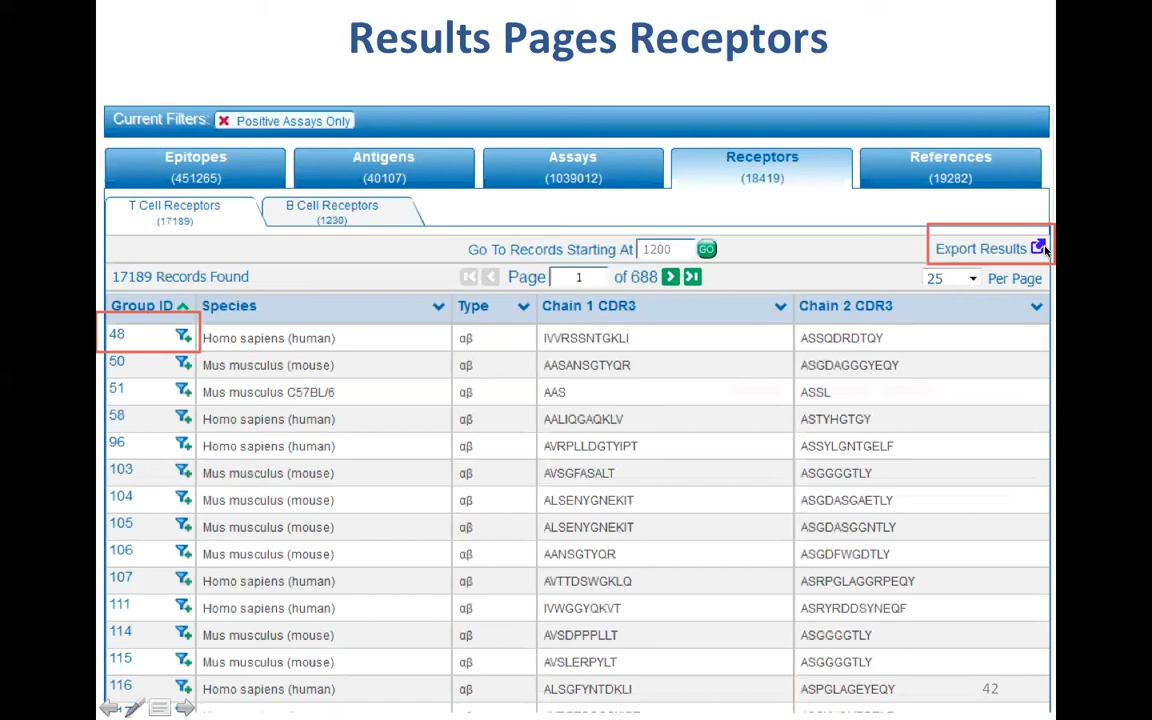 Results Pages Receptors
Current Filters: Positive Assays Only
Epitopes Antigens Assays Receptors References
(451265) (40107) (1039012) (18419) (19282)
T Cell Receptors B Cell Receptors
(17189) (1230)
Go To Records Starting At 1200 GO Export Results
17189 Records Found Page 1 of 688 25 Per Page
Group ID Species Type Chain 1 CDR3 Chain 2 CDR3
48 Homo sapiens (human) αβ IVVRSSNTGKLI ASSQDRDTQY
50 Mus musculus (mouse) αβ AASANSGTYQR ASGDAGGGYEQY
51 Mus musculus C57BL/6 αβ AAS ASSL
58 Homo sapiens (human) αβ AALIQGAQKLV ASTYHGTGY
96 Homo sapiens (human) αβ AVRPLLDGTYIPT ASSYLGNTGELF
103 Mus musculus (mouse) αβ AVSGFASALT ASGGGGTLY
104 Mus musculus (mouse) αβ ALSENYGNEKIT ASGDASGAETLY
105 Mus musculus (mouse) αβ ALSENYGNEKIT ASGDASGGNTLY
106 Mus musculus (mouse) αβ AANSGTYQR ASGDFWGDTLY
107 Homo sapiens (human) αβ AVTTDSWGKLQ ASRPGLAGGRPEQY
111 Homo sapiens (human) αβ IVWGGYQKVT ASRYRDDSYNEQF
114 Mus musculus (mouse) αβ AVSDPPPLLT ASGGGGTLY
115 Mus musculus (mouse) αβ AVSLERPYLT ASGGGGTLY
116 Homo sapiens (human) αβ ALSGFYNTDKLI ASPGLAGEYEQY 42